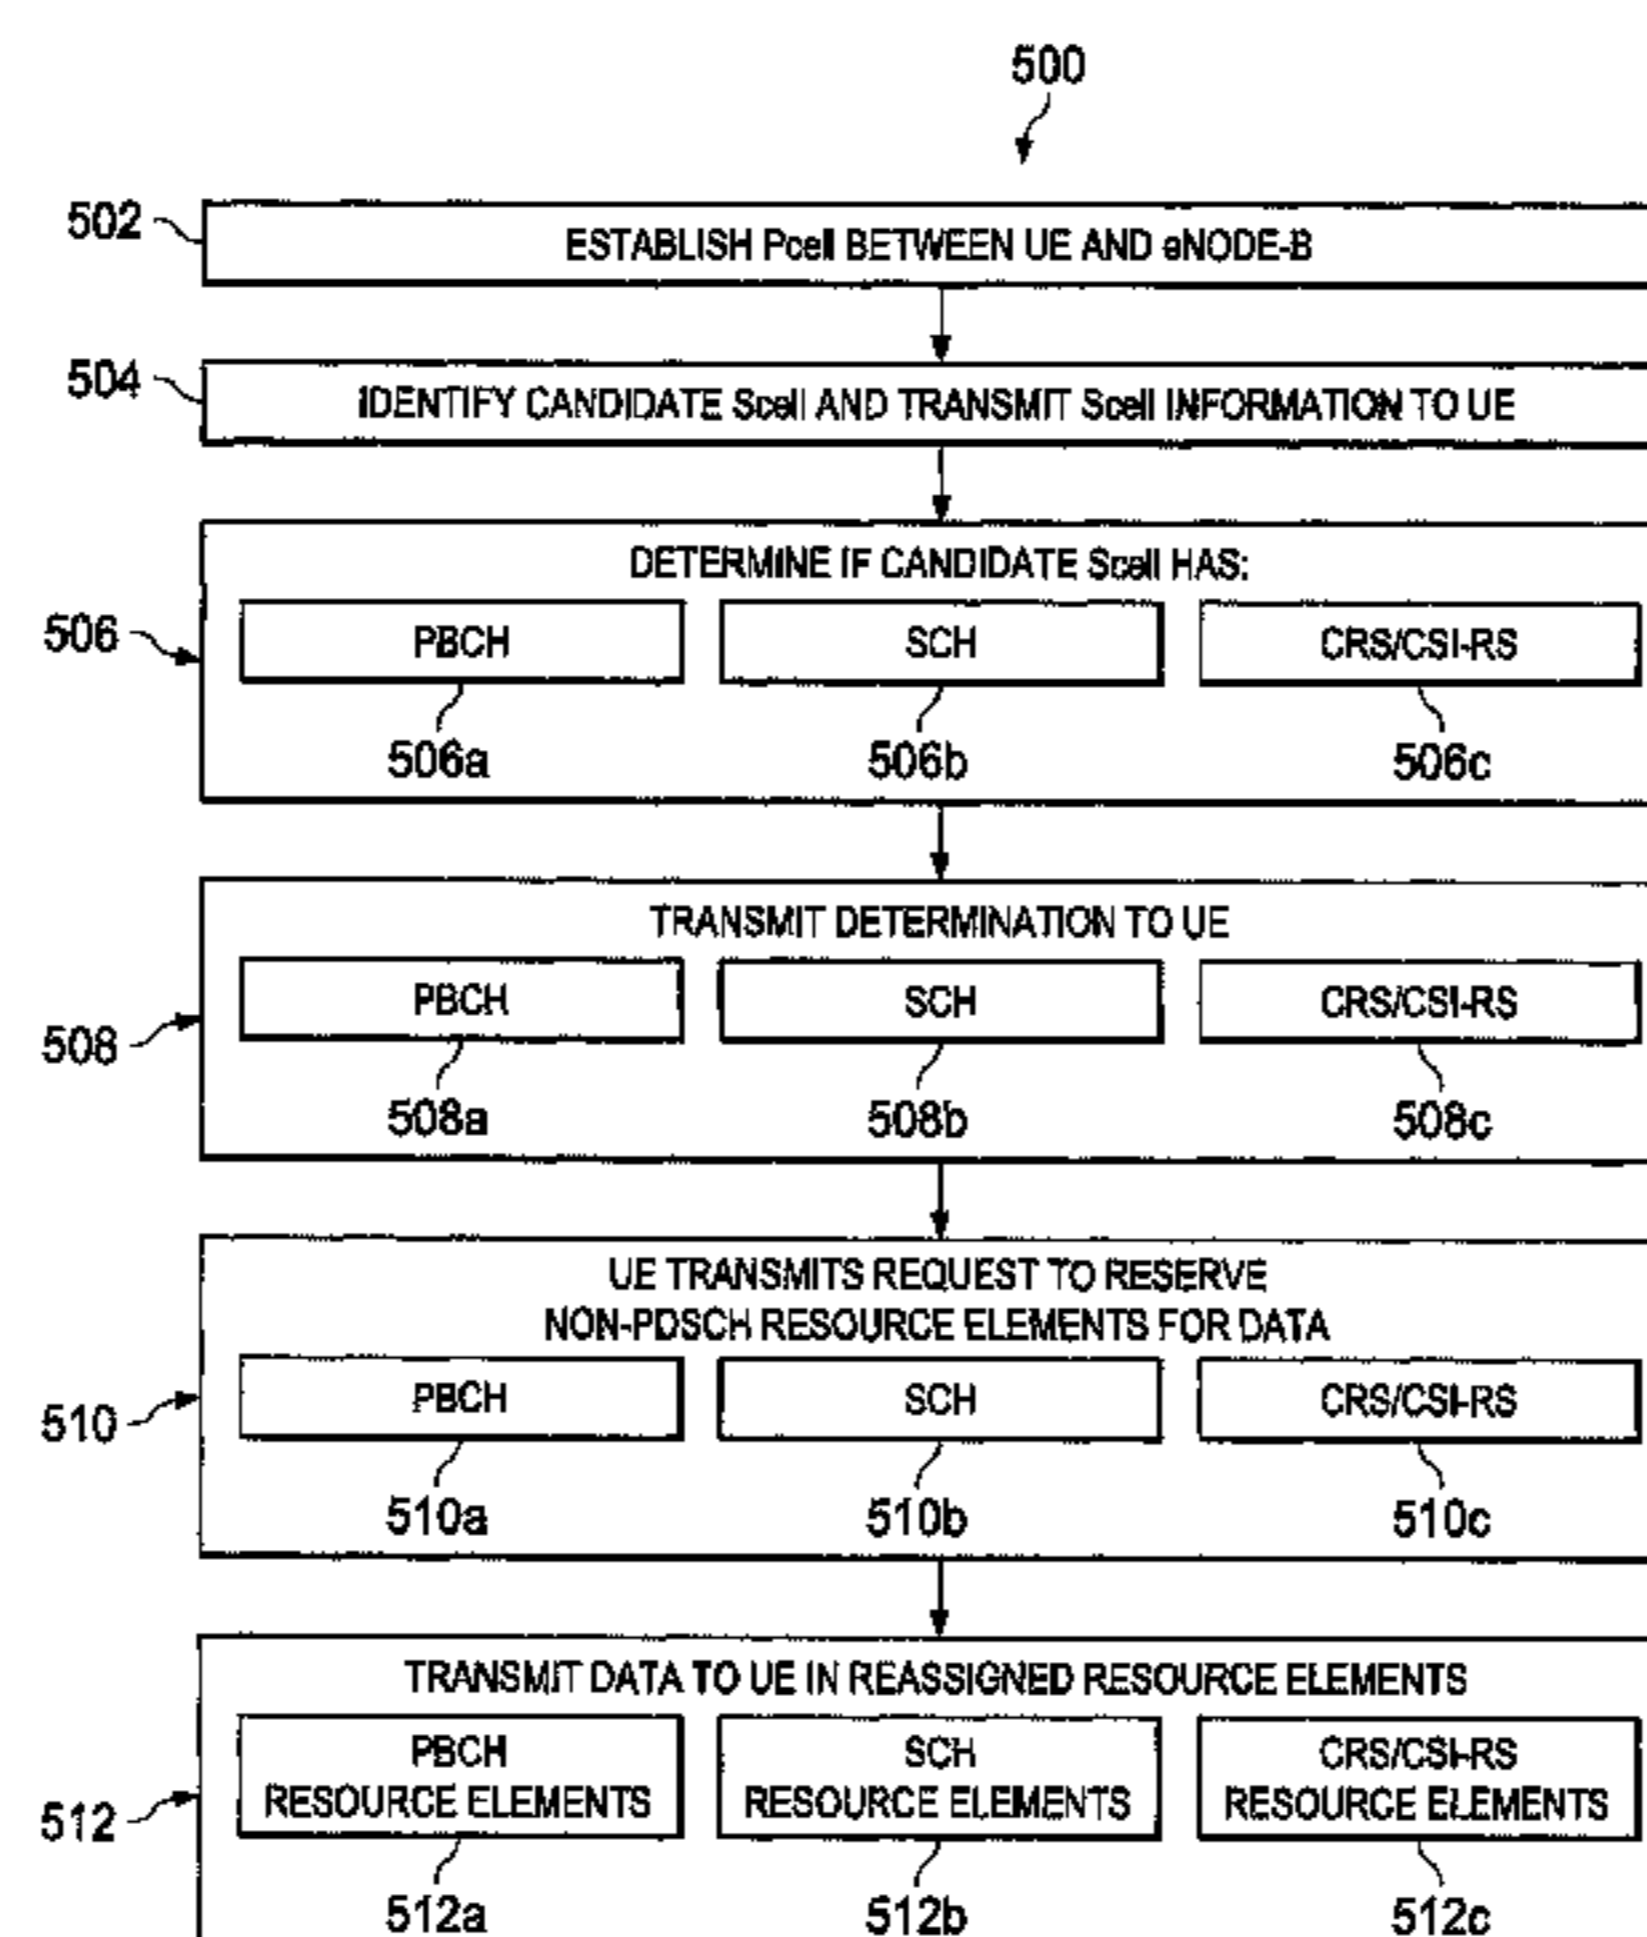 500
502
ESTABLISH Pcell BETWEEN UE AND eNODE-B
504
IDENTIFY CANDIDATE Scell AND TRANSMIT Scell INFORMATION TO UE
DETERMINE IF CANDIDATE Scell HAS:
506
PBCH SCH CRS/CSI-RS
506a 506b 506c
TRANSMIT DETERMINATION TO UE
508
PBCH SCH CRS/CSI-RS
508a 508b 508c
UE TRANSMITS REQUEST TO RESERVE
NON-PDSCH RESOURCE ELEMENTS FOR DATA
510
PBCH SCH CRS/CSI-RS
510a 510b 510c
TRANSMIT DATA TO UE IN REASSIGNED RESOURCE ELEMENTS
512
PBCH SCH CRS/CSI-RS
RESOURCE ELEMENTS RESOURCE ELEMENTS RESOURCE ELEMENTS
512a 512b 512c